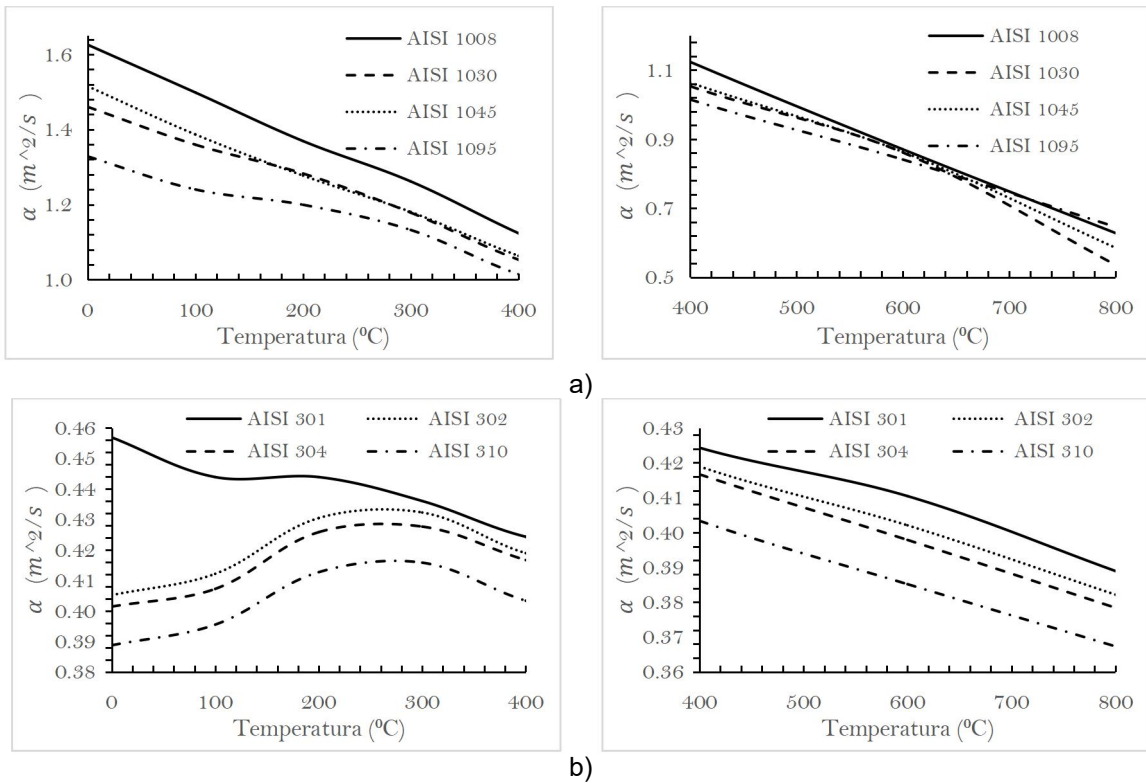 AISI 1008
AISI 1030
AISI 1045
AISI 1095
α (m^2/s)
1.6
1.4
1.2
1.0
0 100 200 300 400
Temperatura (ºC)
AISI 1008
AISI 1030
AISI 1045
AISI 1095
α (m^2/s)
1.1
0.9
0.7
0.5
400 500 600 700 800
Temperatura (ºC)
a)
AISI 301 AISI 302
AISI 304 AISI 310
α (m^2/s)
0.46
0.45
0.44
0.43
0.42
0.41
0.40
0.39
0.38
0 100 200 300 400
Temperatura (ºC)
AISI 301 AISI 302
AISI 304 AISI 310
α (m^2/s)
0.43
0.42
0.41
0.40
0.39
0.38
0.37
0.36
400 500 600 700 800
Temperatura (ºC)
b)